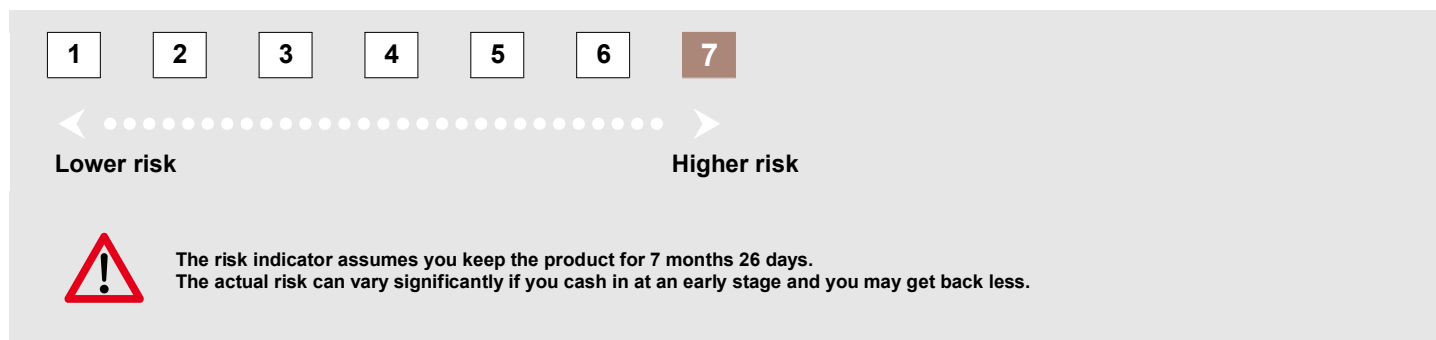 1 2 3 4 5 6 7
Lower risk Higher risk
The risk indicator assumes you keep the product for 7 months 26 days.
The actual risk can vary significantly if you cash in at an early stage and you may get back less.